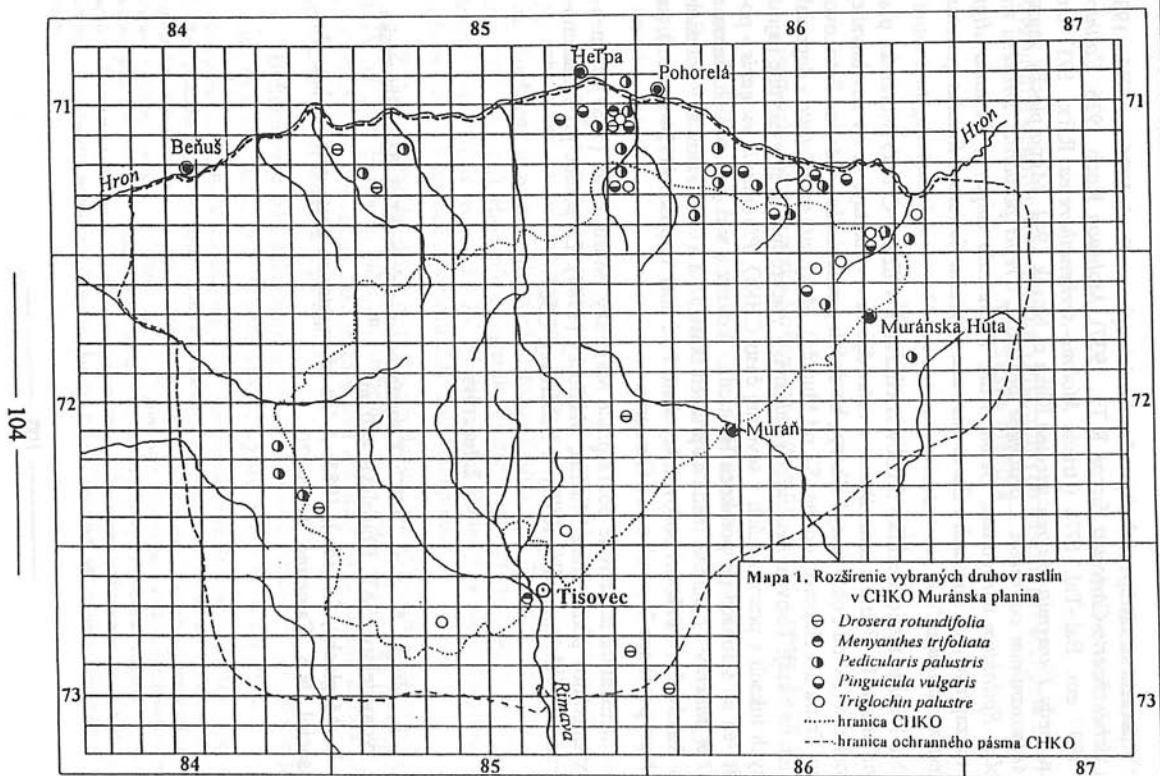 84 85 86 87
Heľpa
Pohorelá
71 71
Beňuš
Hron
Hron
Muránska Huta
— 104 —
72 72
Muráň
Mapa 1. Rozšírenie vybraných druhov rastlín
v CHKO Muránska planina
Tisovec
Drosera rotundifolia
Menyanthes trifoliata
Pedicularis palustris
Pinguicula vulgaris
Triglochin palustre
hranica CHKO
hranica ochranného pásma CHKO
Rimava
73 73
84 85 86 87